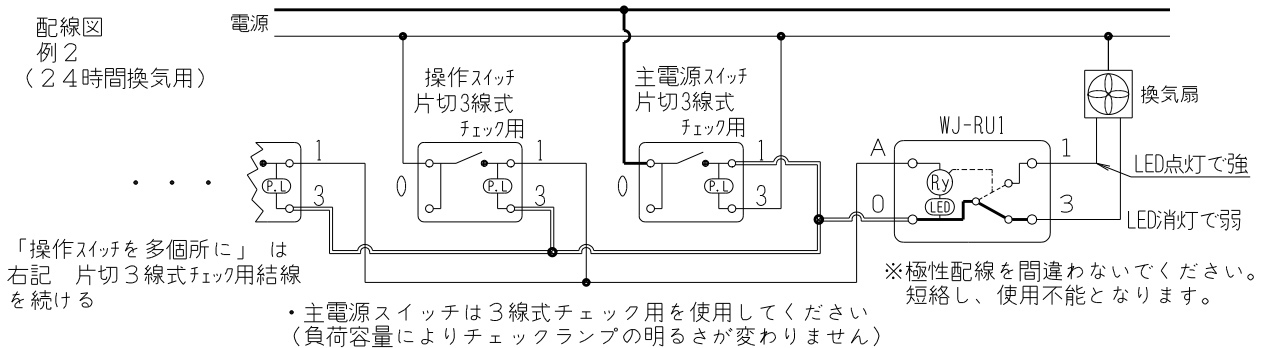 配線図
例２
（２４時間換気用）
電源
操作スイッチ
片切3線式
チェック用
主電源スイッチ
片切3線式
チェック用
換気扇
WJ-RU1
1
3
P.L
・・・
0
1
3
P.L
0
1
3
P.L
A
0
Ry
LED
1
3
LED点灯で強
LED消灯で弱
「操作スイッチを多個所に」は
右記　片切３線式チェック用結線
を続ける
※極性配線を間違わないでください。
短絡し、使用不能となります。
・主電源スイッチは３線式チェック用を使用してください
（負荷容量によりチェックランプの明るさが変わりません）